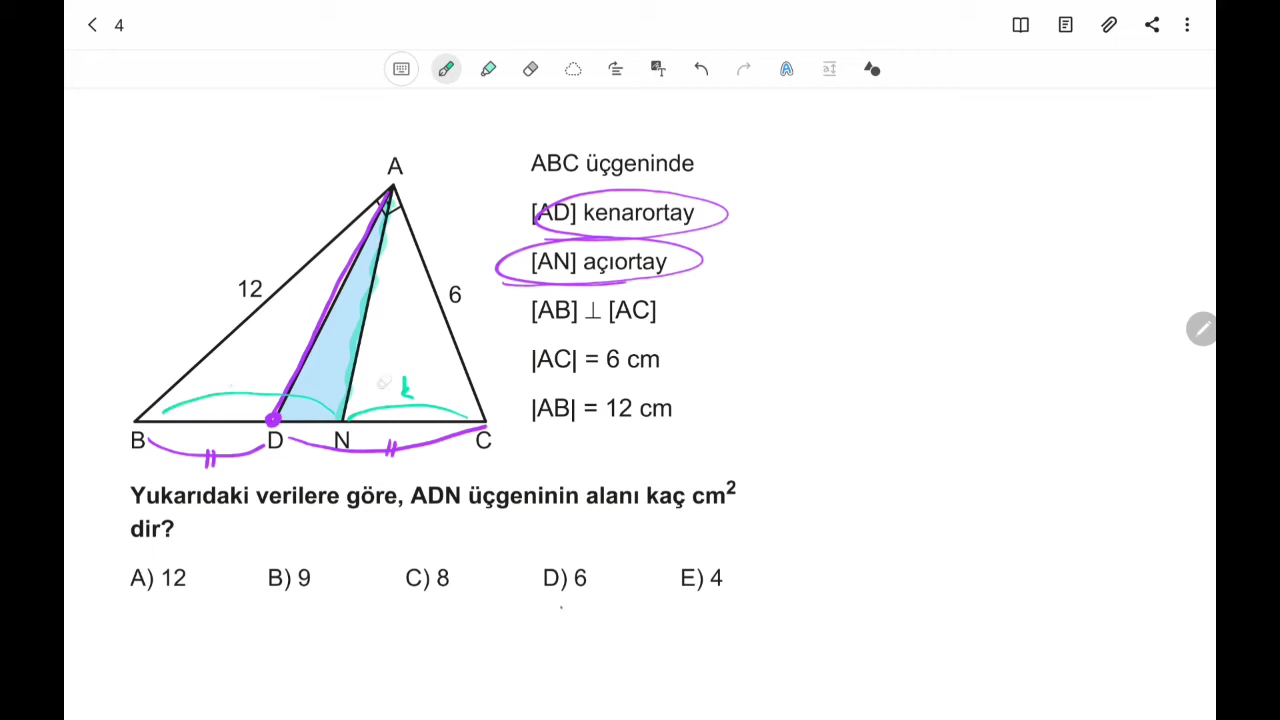 4
A
ABC üçgeninde
[AD] kenarortay
[AN] açıortay
12
6
[AB] ⊥ [AC]
|AC| = 6 cm
k
|AB| = 12 cm
B
D
N
C
Yukarıdaki verilere göre, ADN üçgeninin alanı kaç cm²
dir?
A) 12 B) 9 C) 8 D) 6 E) 4